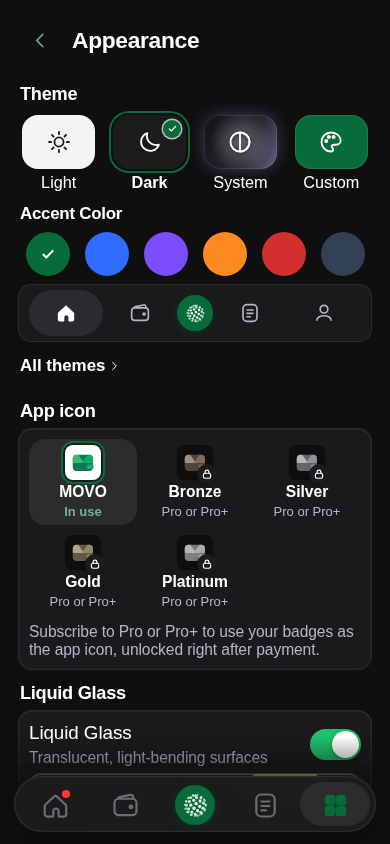 Appearance
Theme
Light
Dark
System
Custom
Accent Color
All themes
App icon
MOVO
In use
Bronze
Pro or Pro+
Silver
Pro or Pro+
Gold
Pro or Pro+
Platinum
Pro or Pro+
Subscribe to Pro or Pro+ to use your badges as
the app icon, unlocked right after payment.
Liquid Glass
Liquid Glass
Translucent, light-bending surfaces